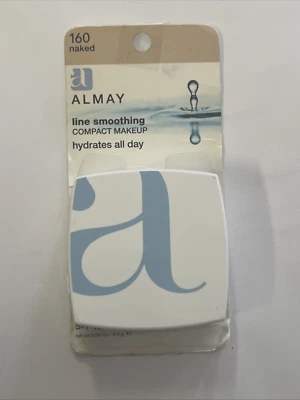 160
naked
a
ALMAY
line smoothing
COMPACT MAKEUP
hydrates all day
a